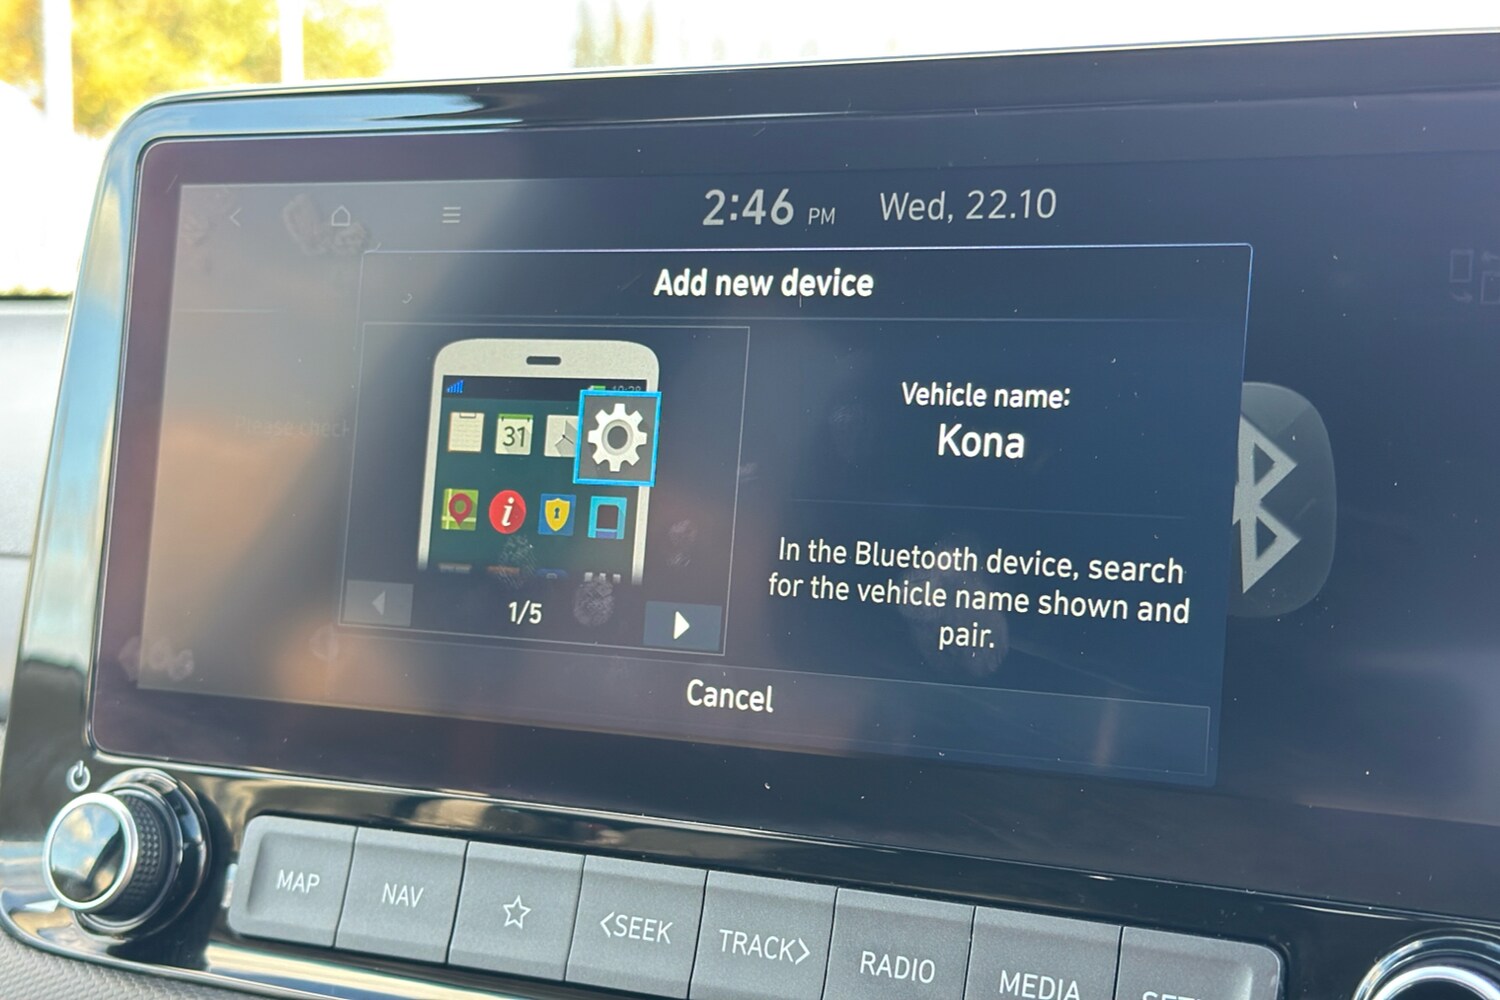 2:46 PM Wed, 22.10
Add new device
Vehicle name:
Kona
31
i
In the Bluetooth device, search
for the vehicle name shown and
pair.
1/5
Cancel
MAP
NAV
<SEEK
TRACK>
RADIO
MEDIA